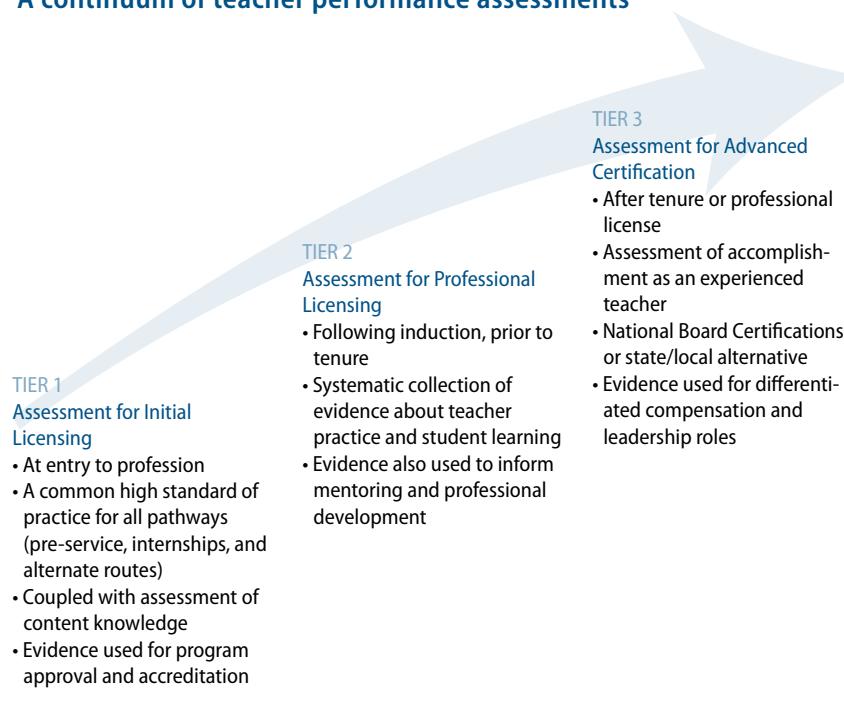 A continuum of teacher performance assessments
TIER 1
Assessment for Initial
Licensing
• At entry to profession
• A common high standard of
practice for all pathways
(pre-service, internships, and
alternate routes)
• Coupled with assessment of
content knowledge
• Evidence used for program
approval and accreditation
TIER 2
Assessment for Professional
Licensing
• Following induction, prior to
tenure
• Systematic collection of
evidence about teacher
practice and student learning
• Evidence also used to inform
mentoring and professional
development
TIER 3
Assessment for Advanced
Certification
• After tenure or professional
license
• Assessment of accomplish-
ment as an experienced
teacher
• National Board Certifications
or state/local alternative
• Evidence used for differenti-
ated compensation and
leadership roles